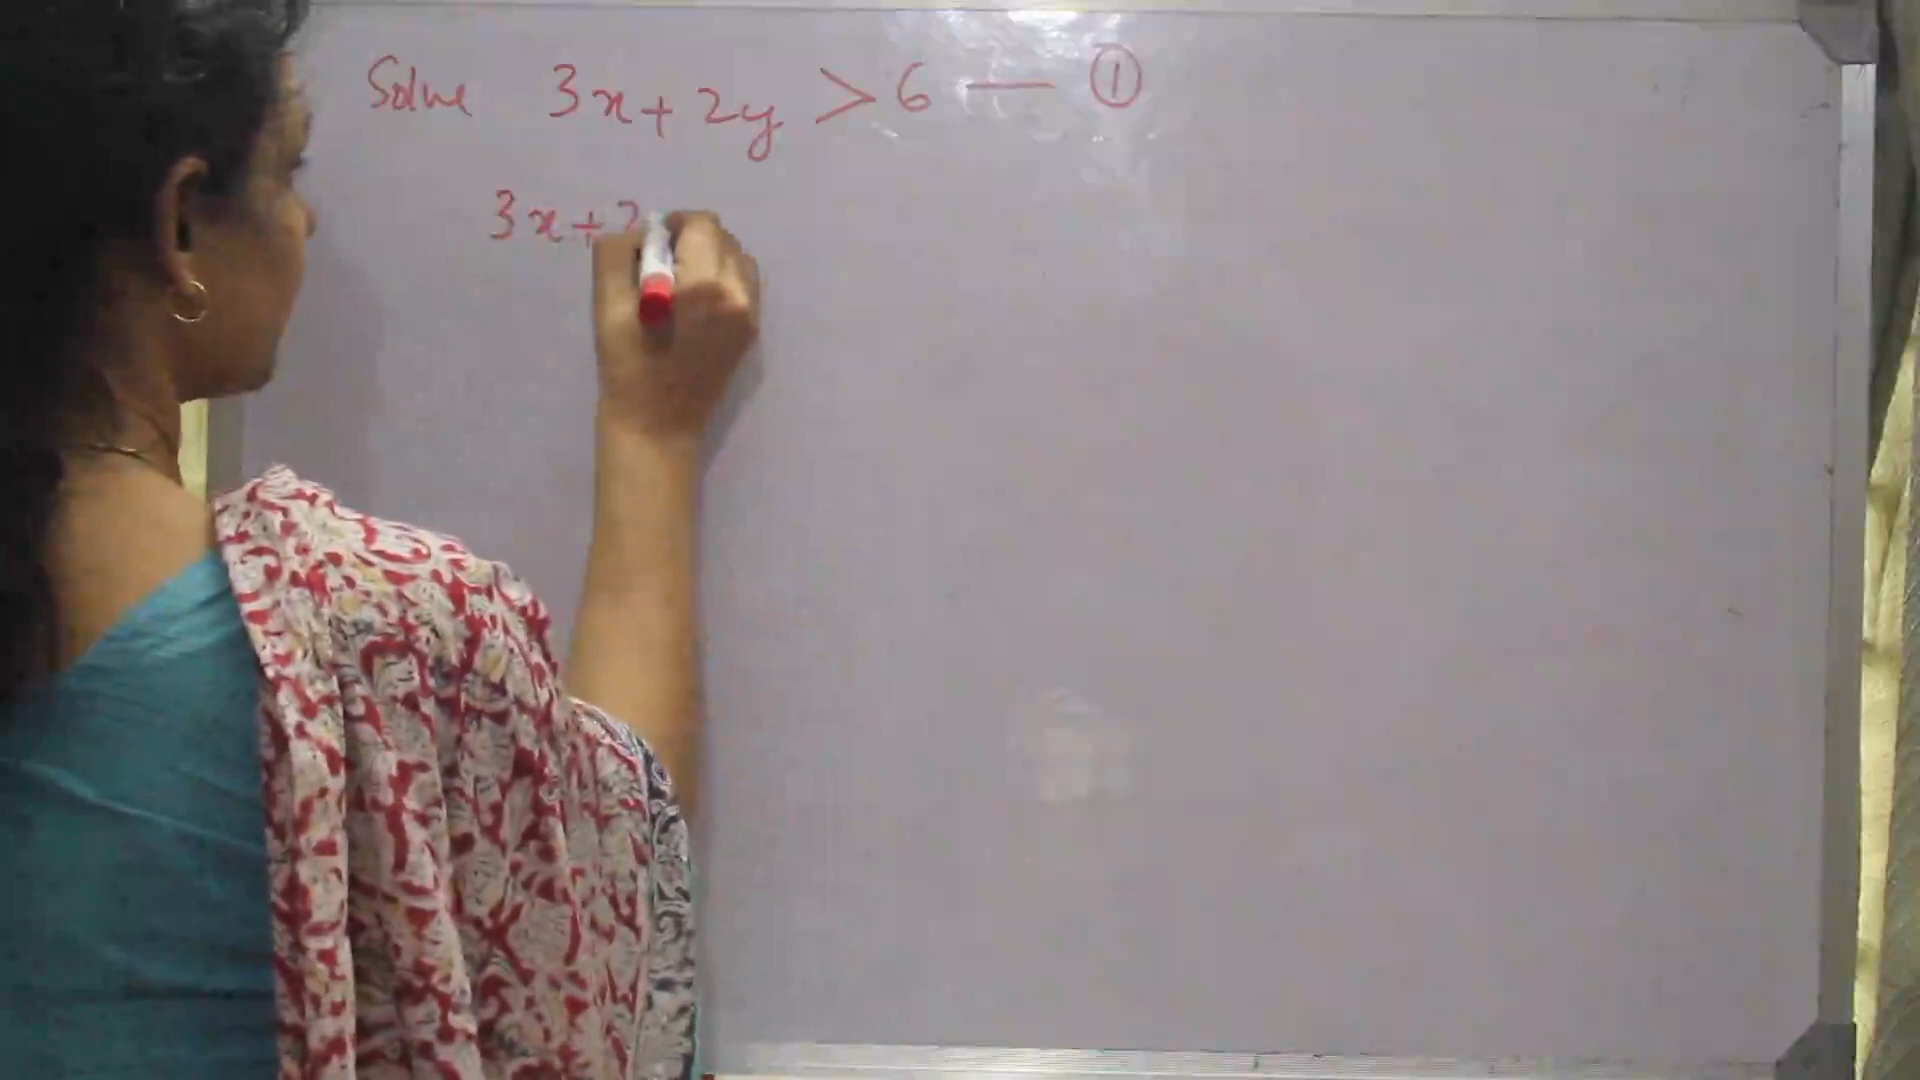 Solve 3x + 2y > 6 — ①
3x + 2